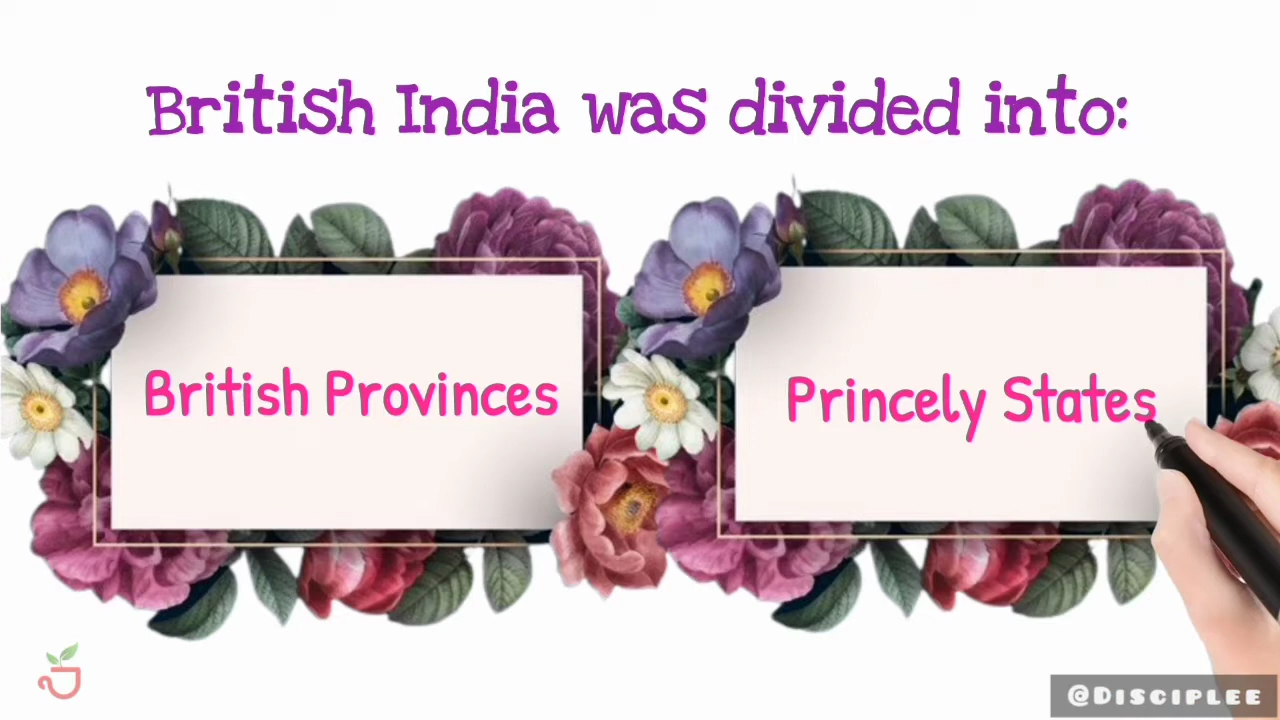 British India was divided into:
British Provinces
Princely States
@Disciplee